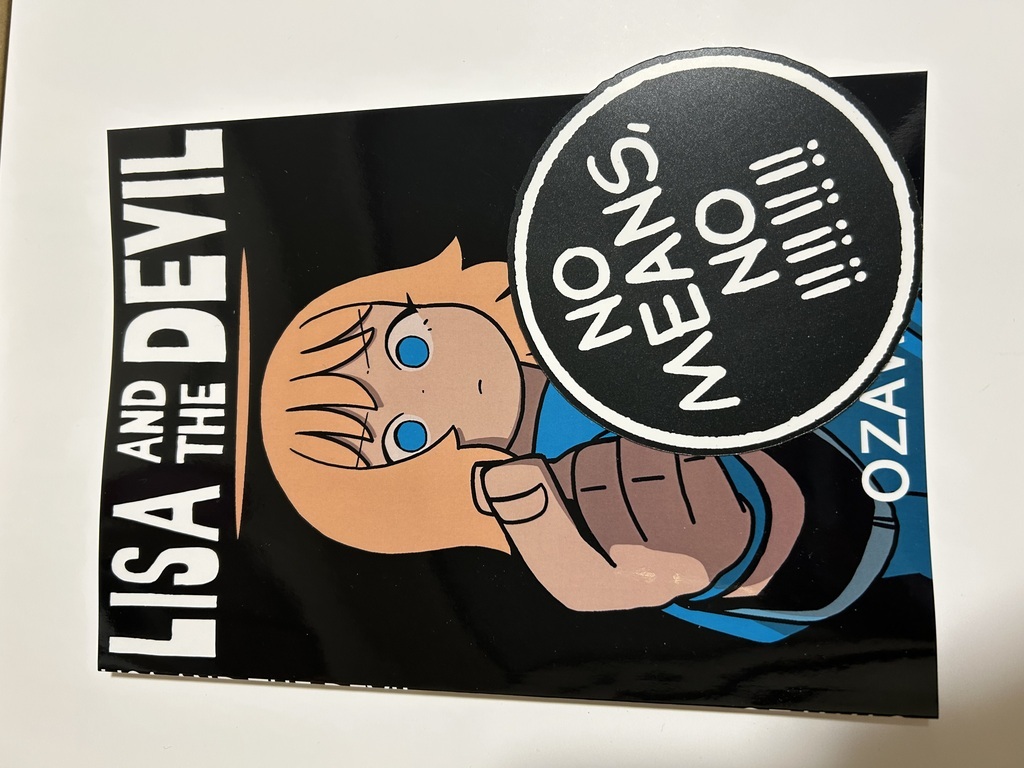 LISA AND THE DEVIL
NO
MEANS,
NO
!!!!!!